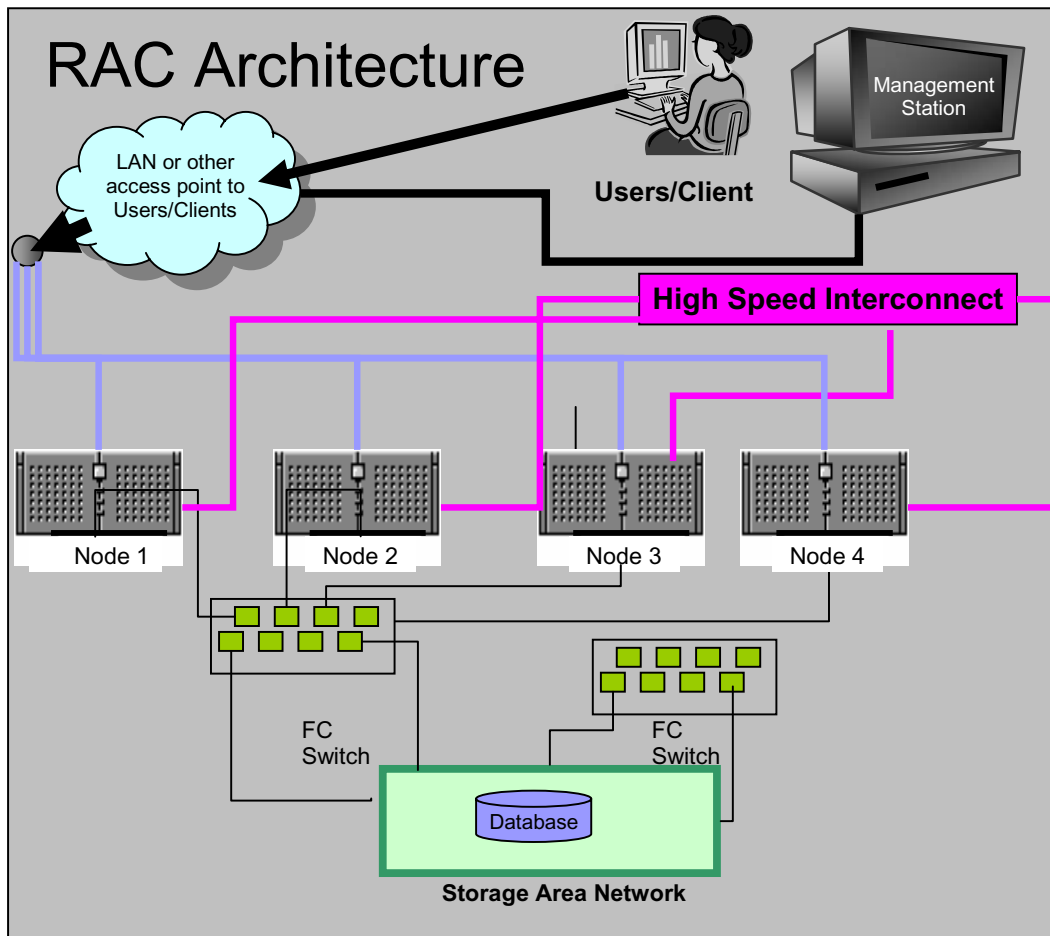 RAC Architecture
Management
Station
LAN or other
access point to
Users/Clients
Users/Client
High Speed Interconnect
Node 1
Node 2
Node 3
Node 4
FC
Switch
FC
Switch
Database
Storage Area Network